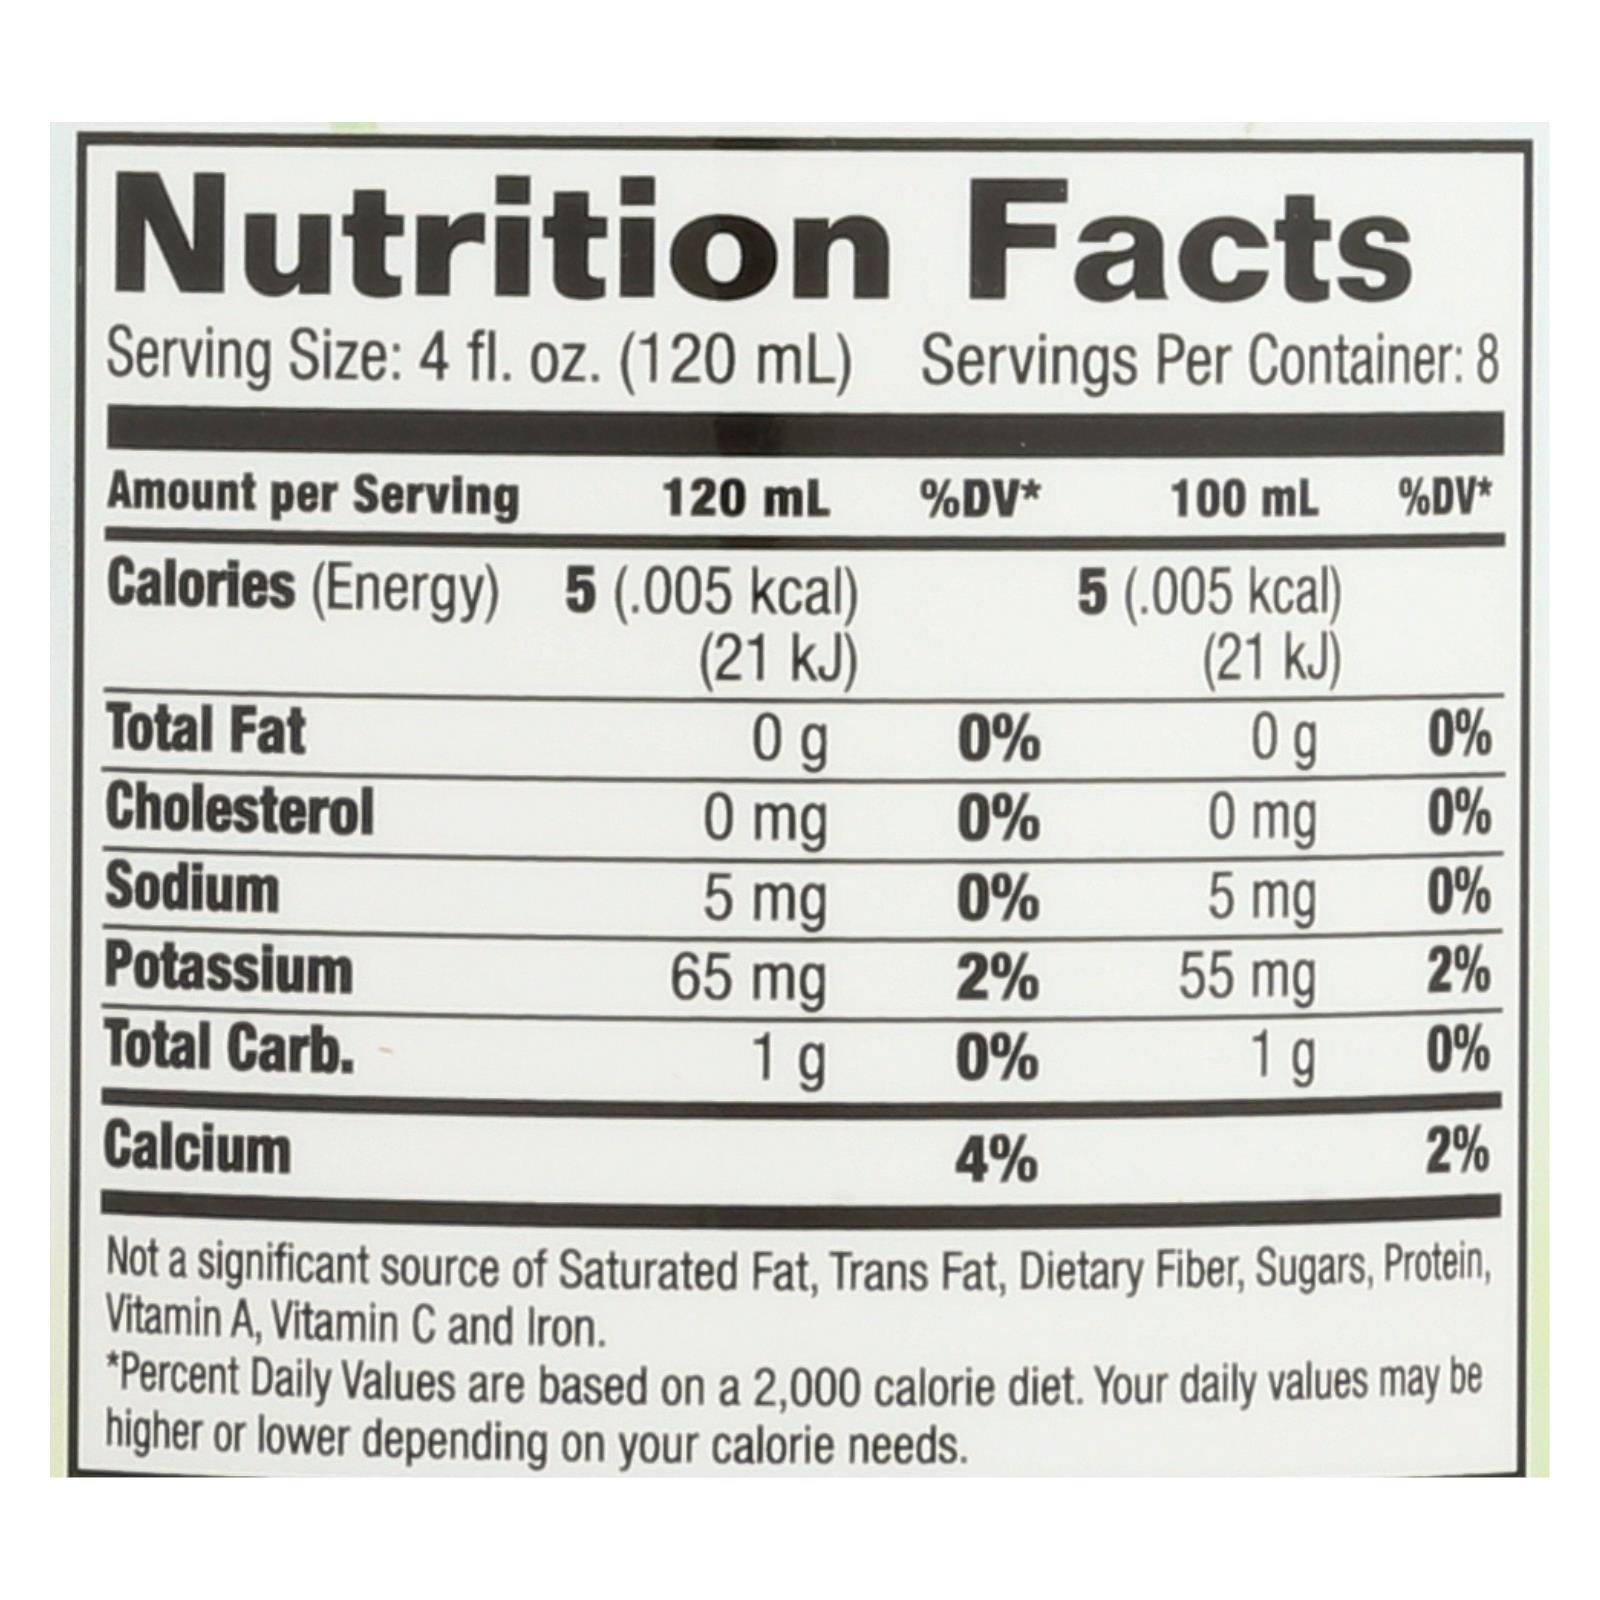 Nutrition Facts
Serving Size: 4 fl. oz. (120 mL) Servings Per Container: 8
Amount per Serving 120 mL %DV* 100 mL %DV*
Calories (Energy) 5 (.005 kcal) 5 (.005 kcal)
(21 kJ) (21 kJ)
Total Fat 0 g 0% 0 g 0%
Cholesterol 0 mg 0% 0 mg 0%
Sodium 5 mg 0% 5 mg 0%
Potassium 65 mg 2% 55 mg 2%
Total Carb. 1 g 0% 1 g 0%
Calcium 4% 2%
Not a significant source of Saturated Fat, Trans Fat, Dietary Fiber, Sugars, Protein,
Vitamin A, Vitamin C and Iron.
*Percent Daily Values are based on a 2,000 calorie diet. Your daily values may be
higher or lower depending on your calorie needs.